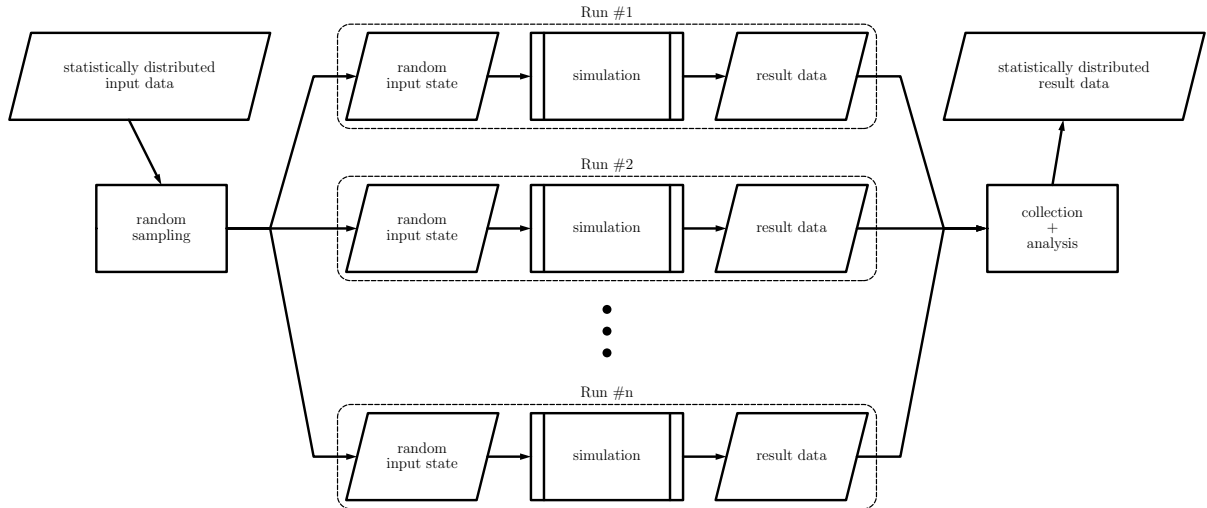 statistically distributed
input data
random
sampling
Run #1
random
input state
simulation
result data
Run #2
random
input state
simulation
result data
Run #n
random
input state
simulation
result data
collection
+
analysis
statistically distributed
result data